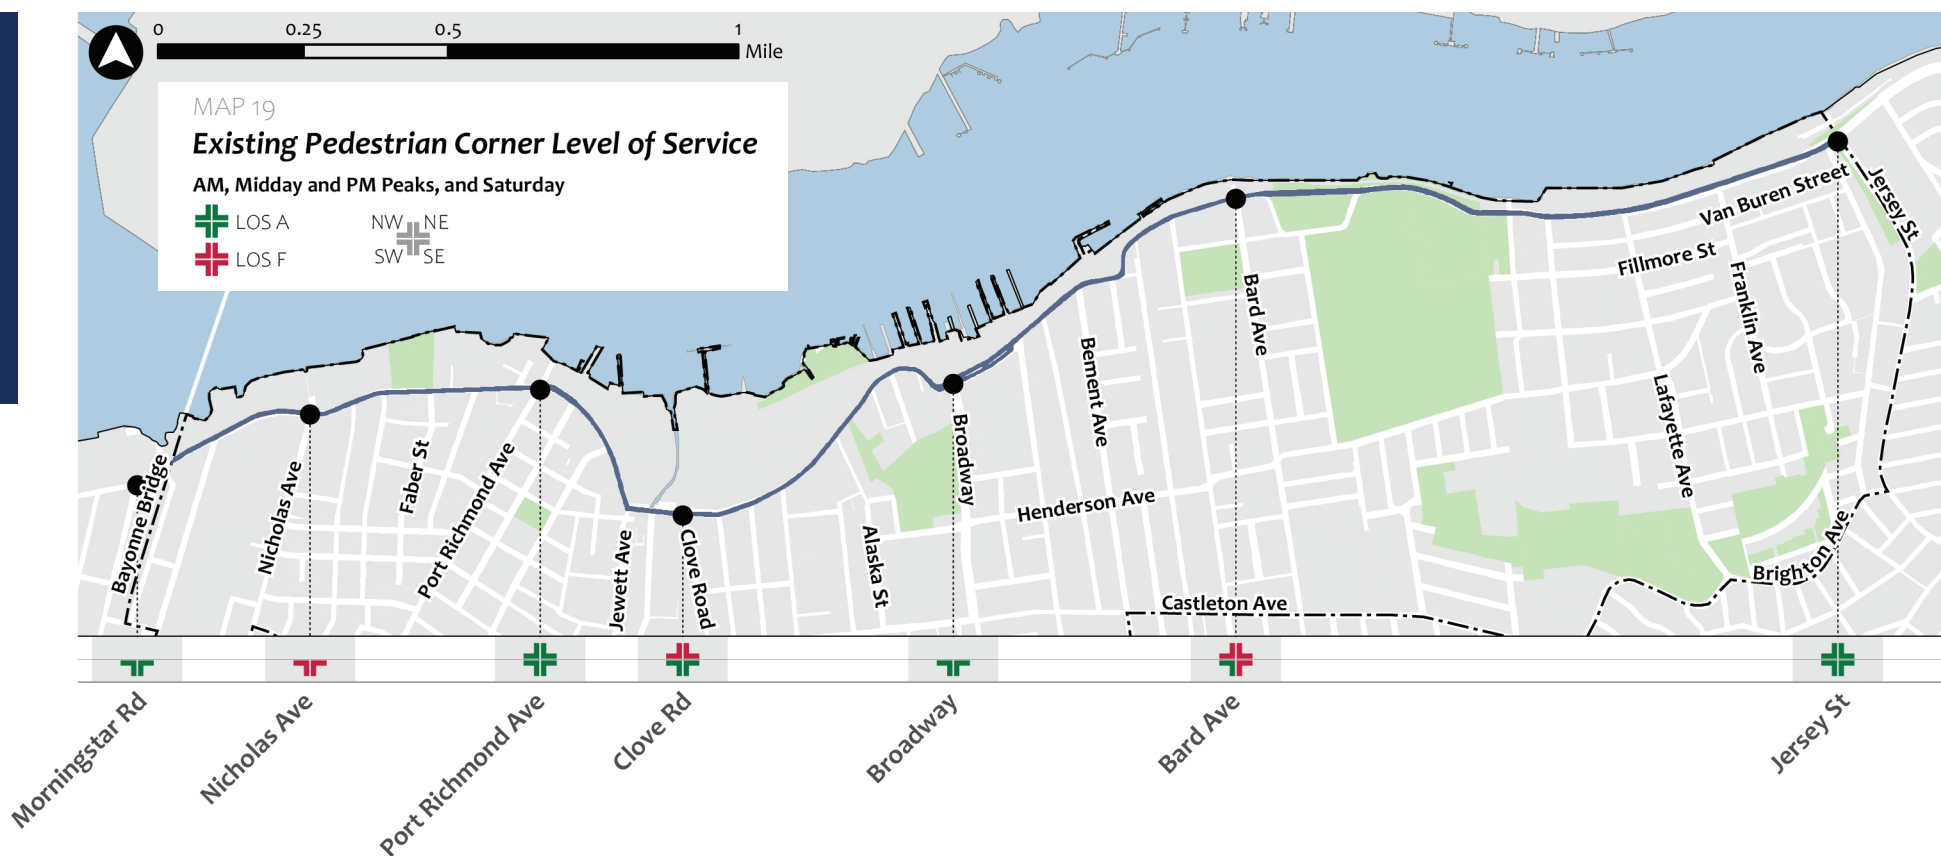 0 0.25 0.5 1
Mile
MAP 19
Existing Pedestrian Corner Level of Service
AM, Midday and PM Peaks, and Saturday
LOS A
NW NE
LOS F
SW SE
Bayonne Bridge
Nicholas Ave
Faber St
Port Richmond Ave
Jewett Ave
Clove Road
Alaska St
Broadway
Henderson Ave
Bement Ave
Bard Ave
Castleton Ave
Van Buren Street
Jersey St
Fillmore St
Franklin Ave
Lafayette Ave
Brighton Ave
Morningstar Rd
Nicholas Ave
Port Richmond Ave
Clove Rd
Broadway
Bard Ave
Jersey St